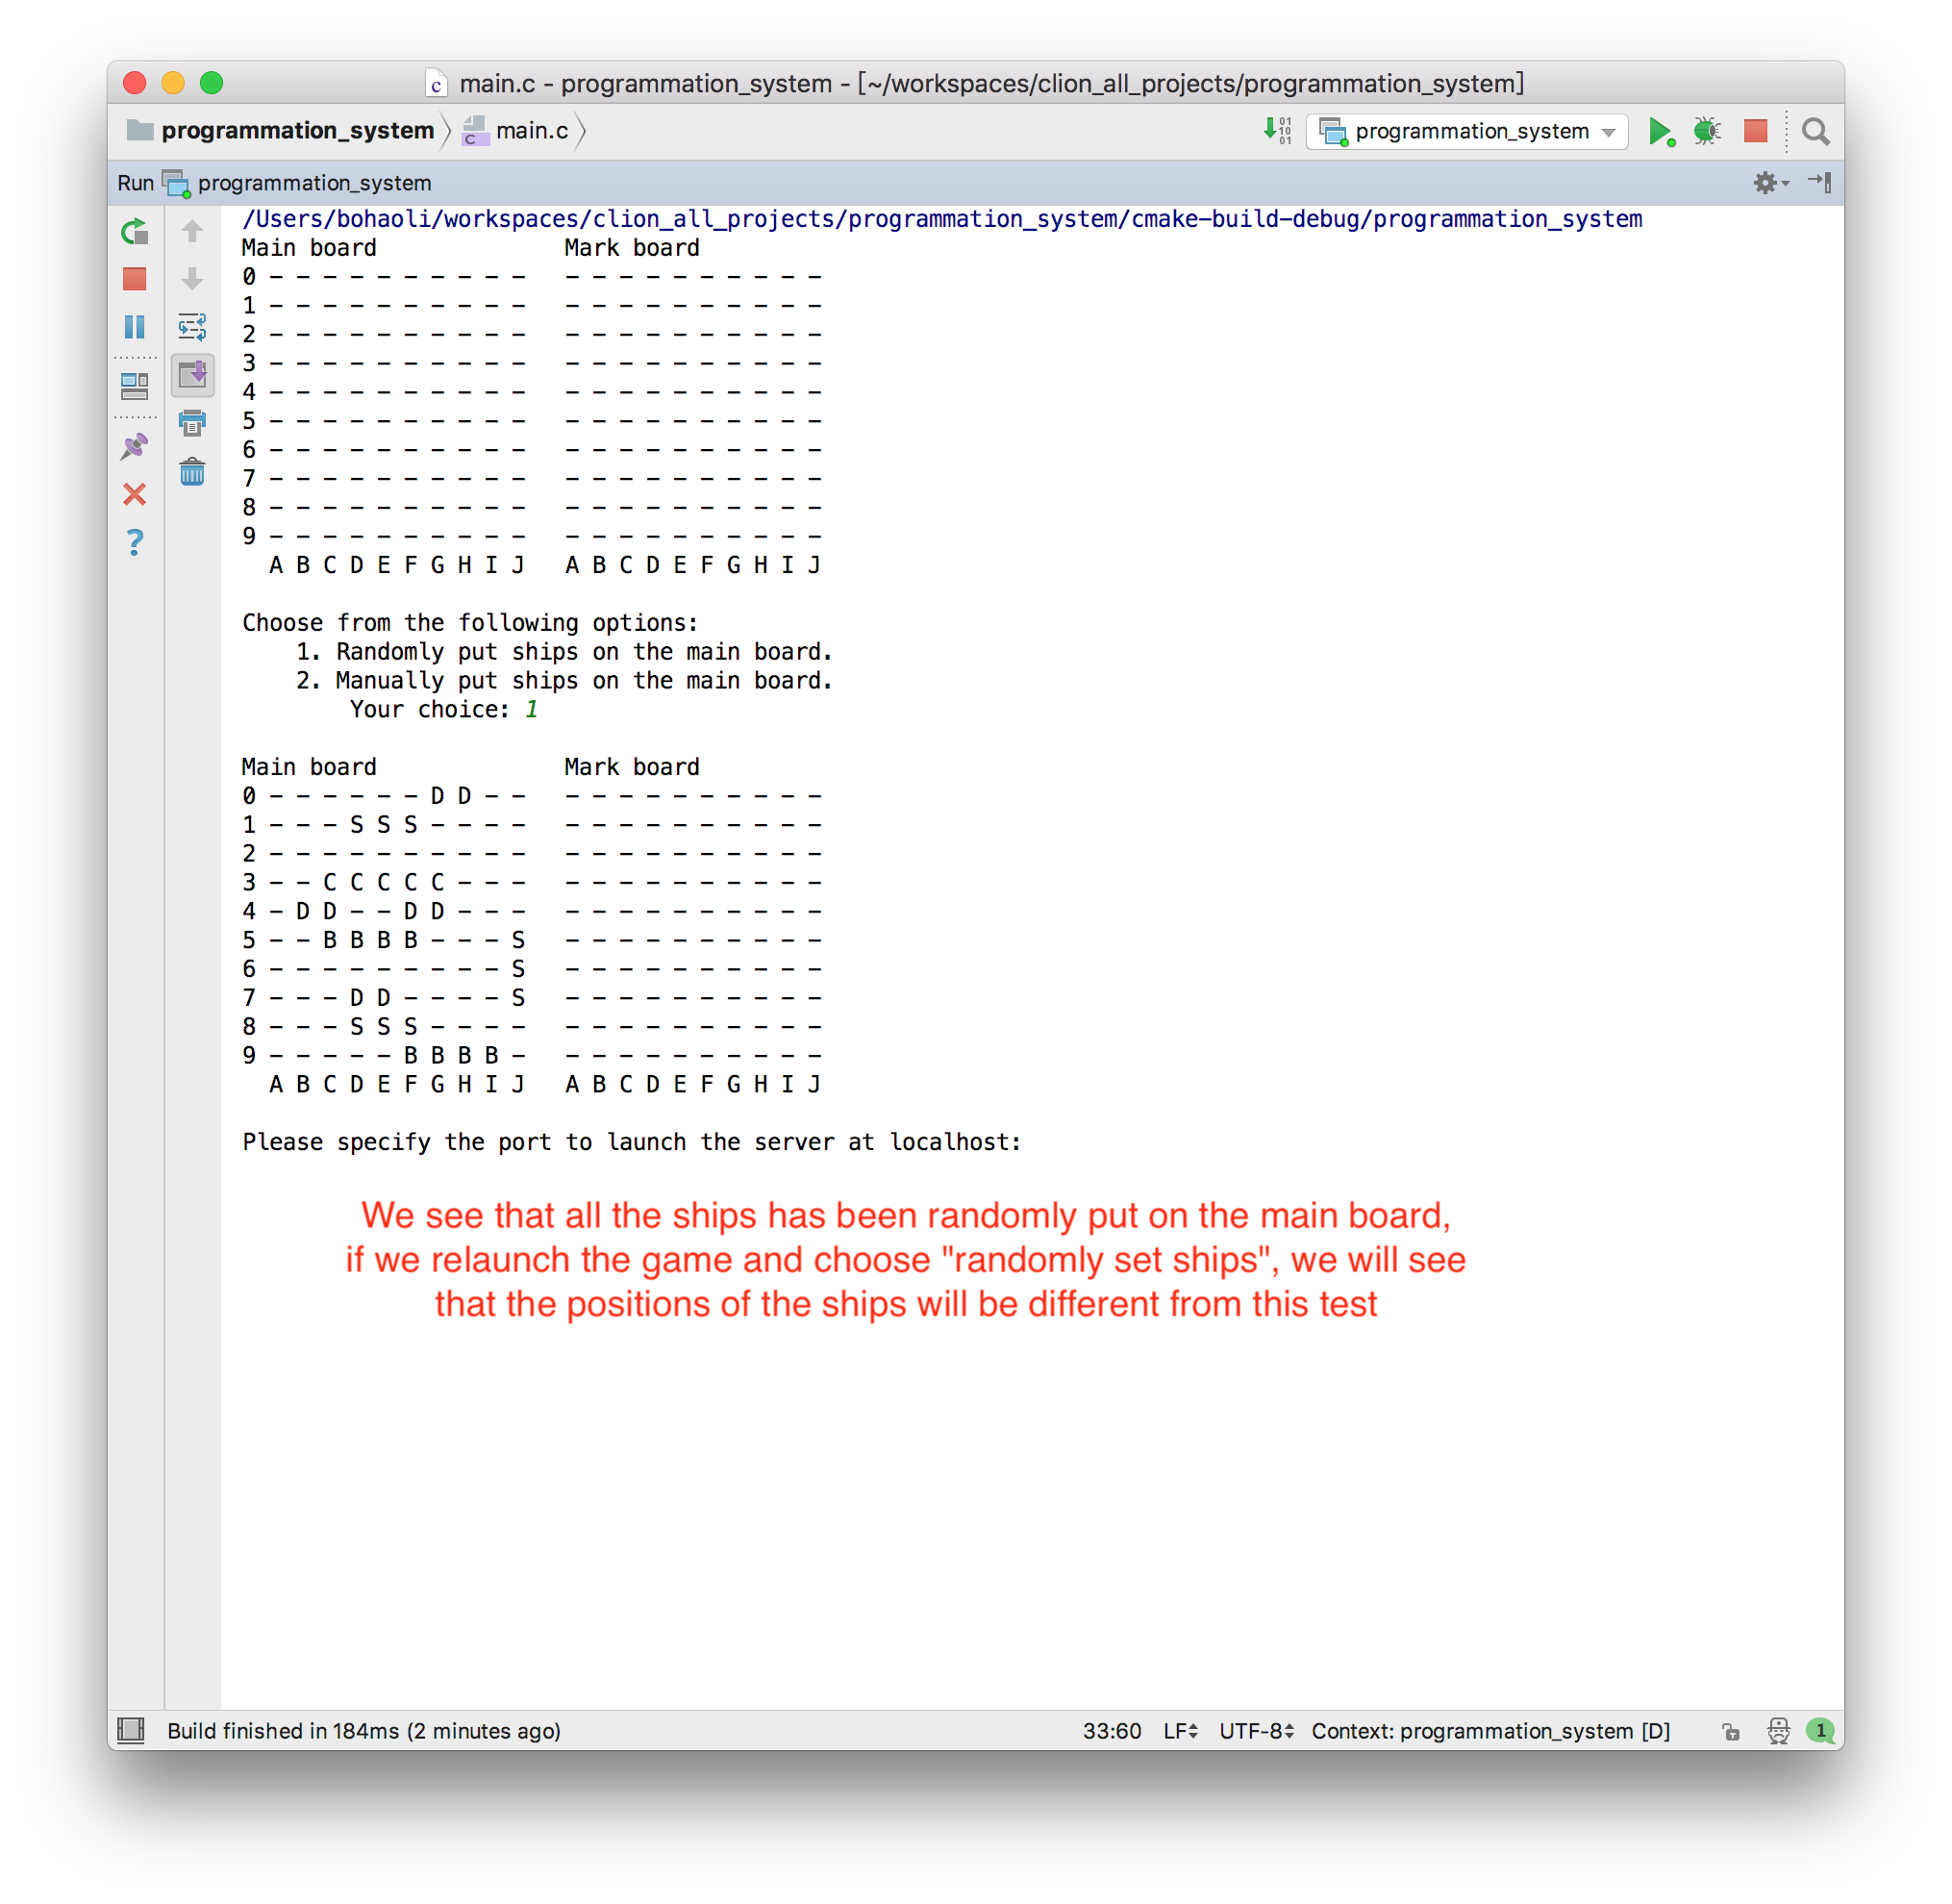 main.c - programmation_system - [~/workspaces/clion_all_projects/programmation_system]
programmation_system main.c programmation_system
Run programmation_system
/Users/bohaoli/workspaces/clion_all_projects/programmation_system/cmake-build-debug/programmation_system
Main board              Mark board
0 - - - - - - - - - -   - - - - - - - - - -
1 - - - - - - - - - -   - - - - - - - - - -
2 - - - - - - - - - -   - - - - - - - - - -
3 - - - - - - - - - -   - - - - - - - - - -
4 - - - - - - - - - -   - - - - - - - - - -
5 - - - - - - - - - -   - - - - - - - - - -
6 - - - - - - - - - -   - - - - - - - - - -
7 - - - - - - - - - -   - - - - - - - - - -
8 - - - - - - - - - -   - - - - - - - - - -
9 - - - - - - - - - -   - - - - - - - - - -
  A B C D E F G H I J   A B C D E F G H I J
Choose from the following options:
    1. Randomly put ships on the main board.
    2. Manually put ships on the main board.
        Your choice: 1
Main board              Mark board
0 - - - - - - D D - -   - - - - - - - - - -
1 - - - S S S - - - -   - - - - - - - - - -
2 - - - - - - - - - -   - - - - - - - - - -
3 - - C C C C C - - -   - - - - - - - - - -
4 - D D - - D D - - -   - - - - - - - - - -
5 - - B B B B - - - S   - - - - - - - - - -
6 - - - - - - - - - S   - - - - - - - - - -
7 - - - D D - - - - S   - - - - - - - - - -
8 - - - S S S - - - -   - - - - - - - - - -
9 - - - - - B B B B -   - - - - - - - - - -
  A B C D E F G H I J   A B C D E F G H I J
Please specify the port to launch the server at localhost:
We see that all the ships has been randomly put on the main board,
if we relaunch the game and choose "randomly set ships", we will see
that the positions of the ships will be different from this test
Build finished in 184ms (2 minutes ago) 33:60 LF UTF-8 Context: programmation_system [D] 1